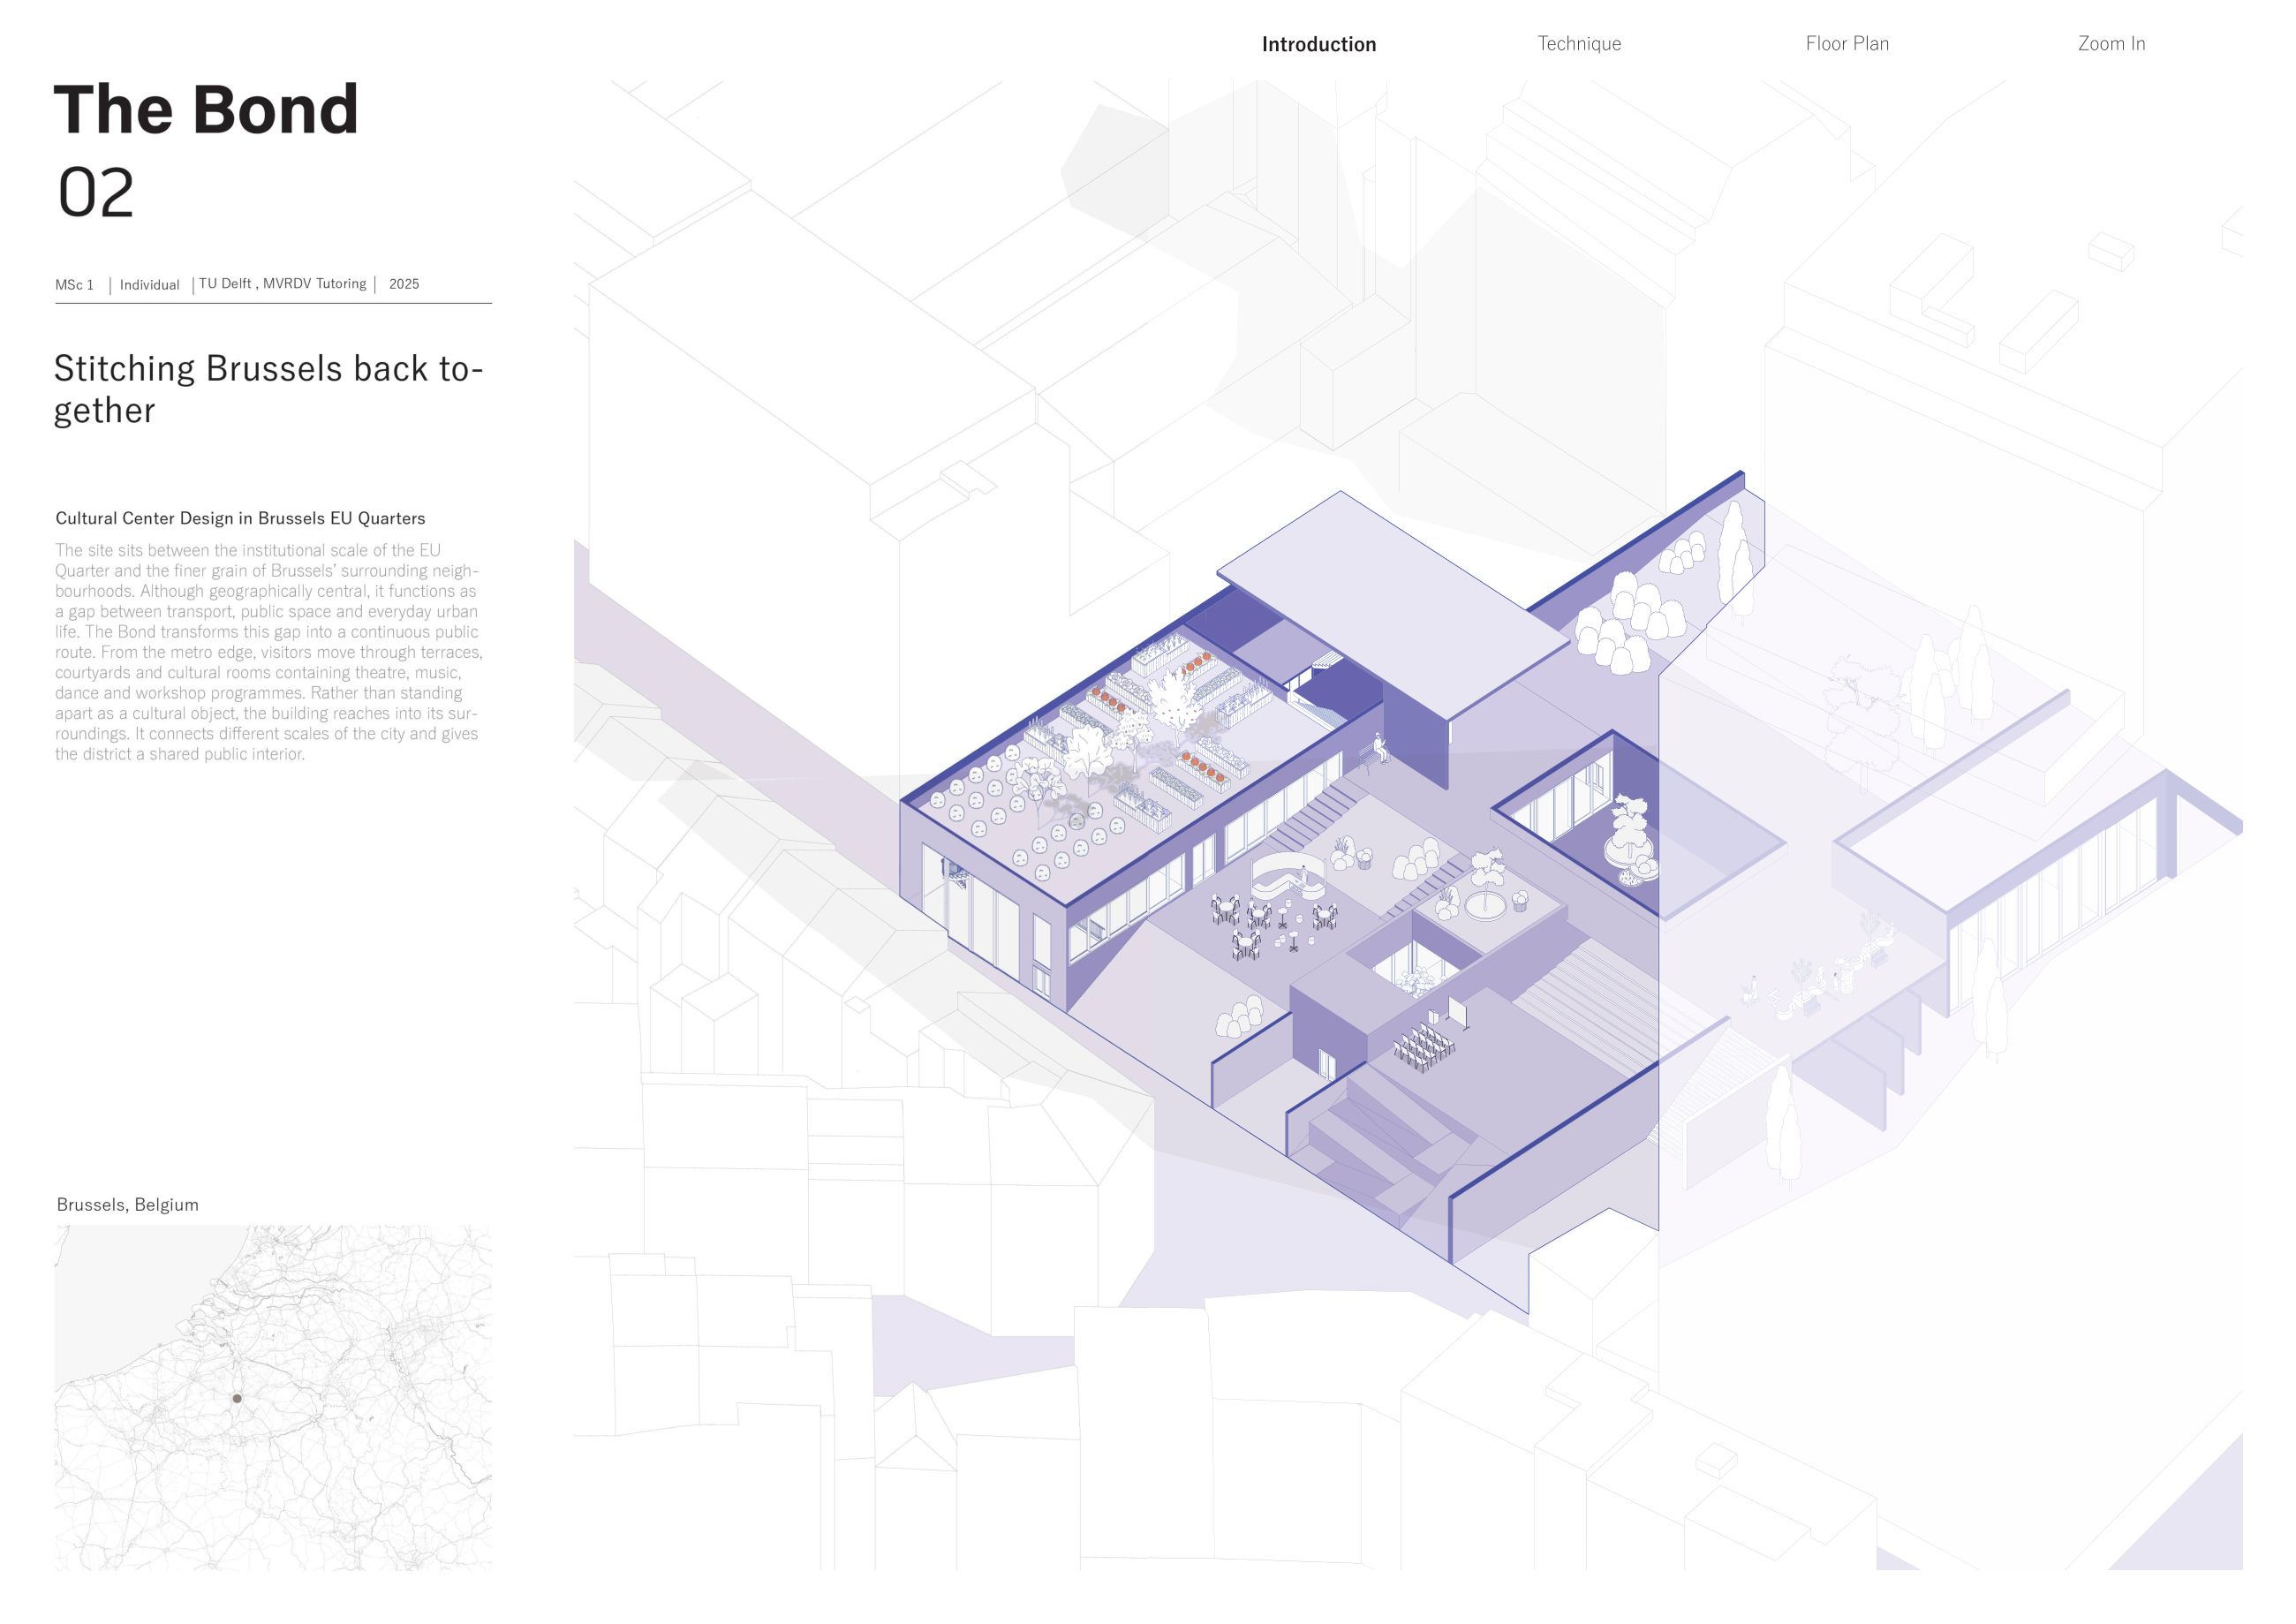 Introduction
Technique
Floor Plan
Zoom In
The Bond
02
MSc 1 | Individual | TU Delft , MVRDV Tutoring | 2025
Stitching Brussels back to-
gether
Cultural Center Design in Brussels EU Quarters
The site sits between the institutional scale of the EU
Quarter and the finer grain of Brussels’ surrounding neigh-
bourhoods. Although geographically central, it functions as
a gap between transport, public space and everyday urban
life. The Bond transforms this gap into a continuous public
route. From the metro edge, visitors move through terraces,
courtyards and cultural rooms containing theatre, music,
dance and workshop programmes. Rather than standing
apart as a cultural object, the building reaches into its sur-
roundings. It connects different scales of the city and gives
the district a shared public interior.
Brussels, Belgium